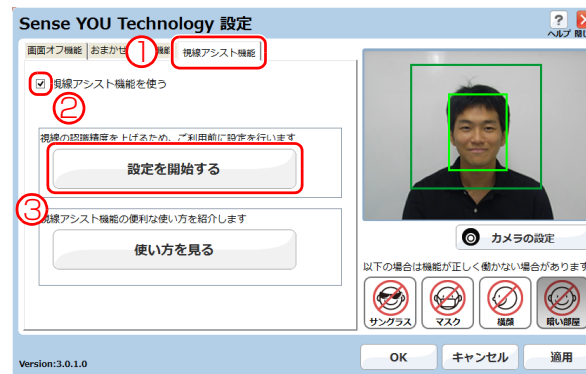 Sense YOU Technology 設定
?
ヘルプ
画面オフ機能
おまかせ
機能
視線アシスト機能
①
視線アシスト機能を使う
②
視線の認識精度を上げるため、ご利用前に設定を行います
設定を開始する
③
視線アシスト機能の便利な使い方を紹介します
使い方を見る
カメラの設定
以下の場合は機能が正しく働かない場合があります
サングラス
マスク
横顔
暗い部屋
Version:3.0.1.0
OK
キャンセル
適用